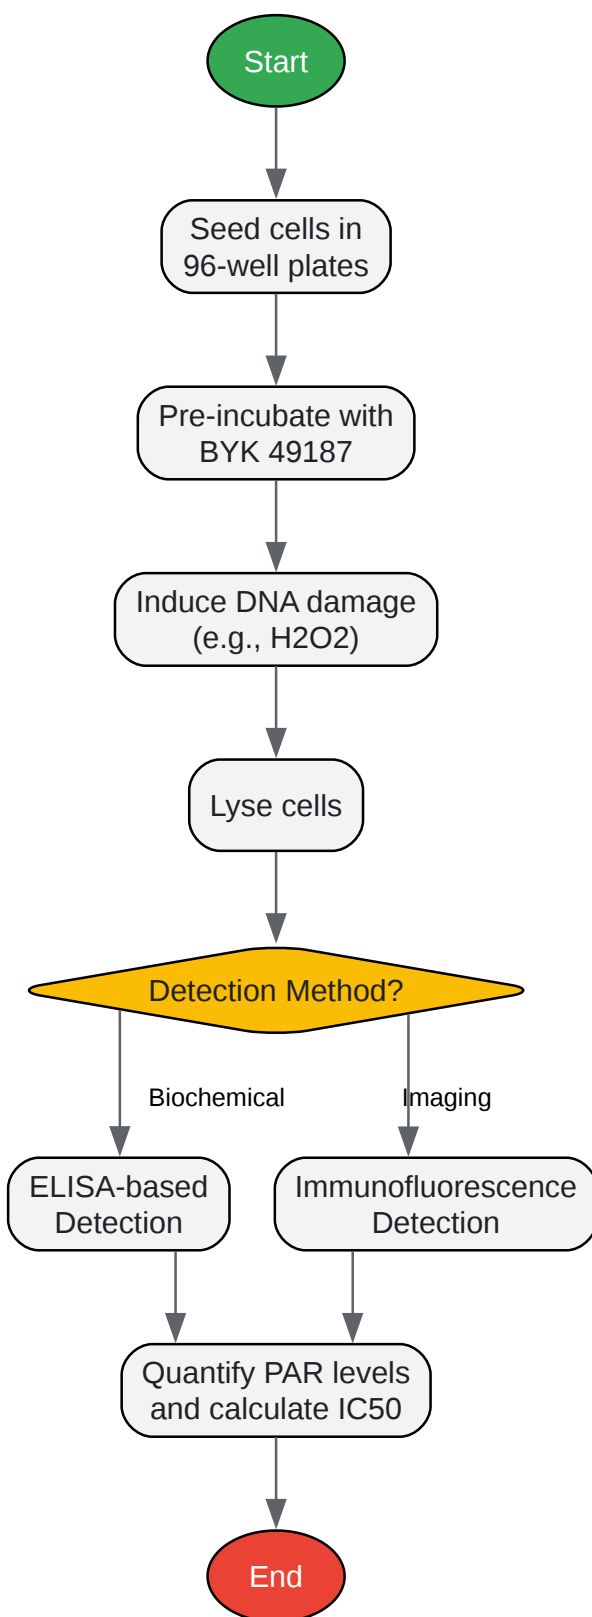 Start
Seed cells in
96-well plates
Pre-incubate with
BYK 49187
Induce DNA damage
(e.g., H2O2)
Lyse cells
Detection Method?
Biochemical
Imaging
ELISA-based
Detection
Immunofluorescence
Detection
Quantify PAR levels
and calculate IC50
End